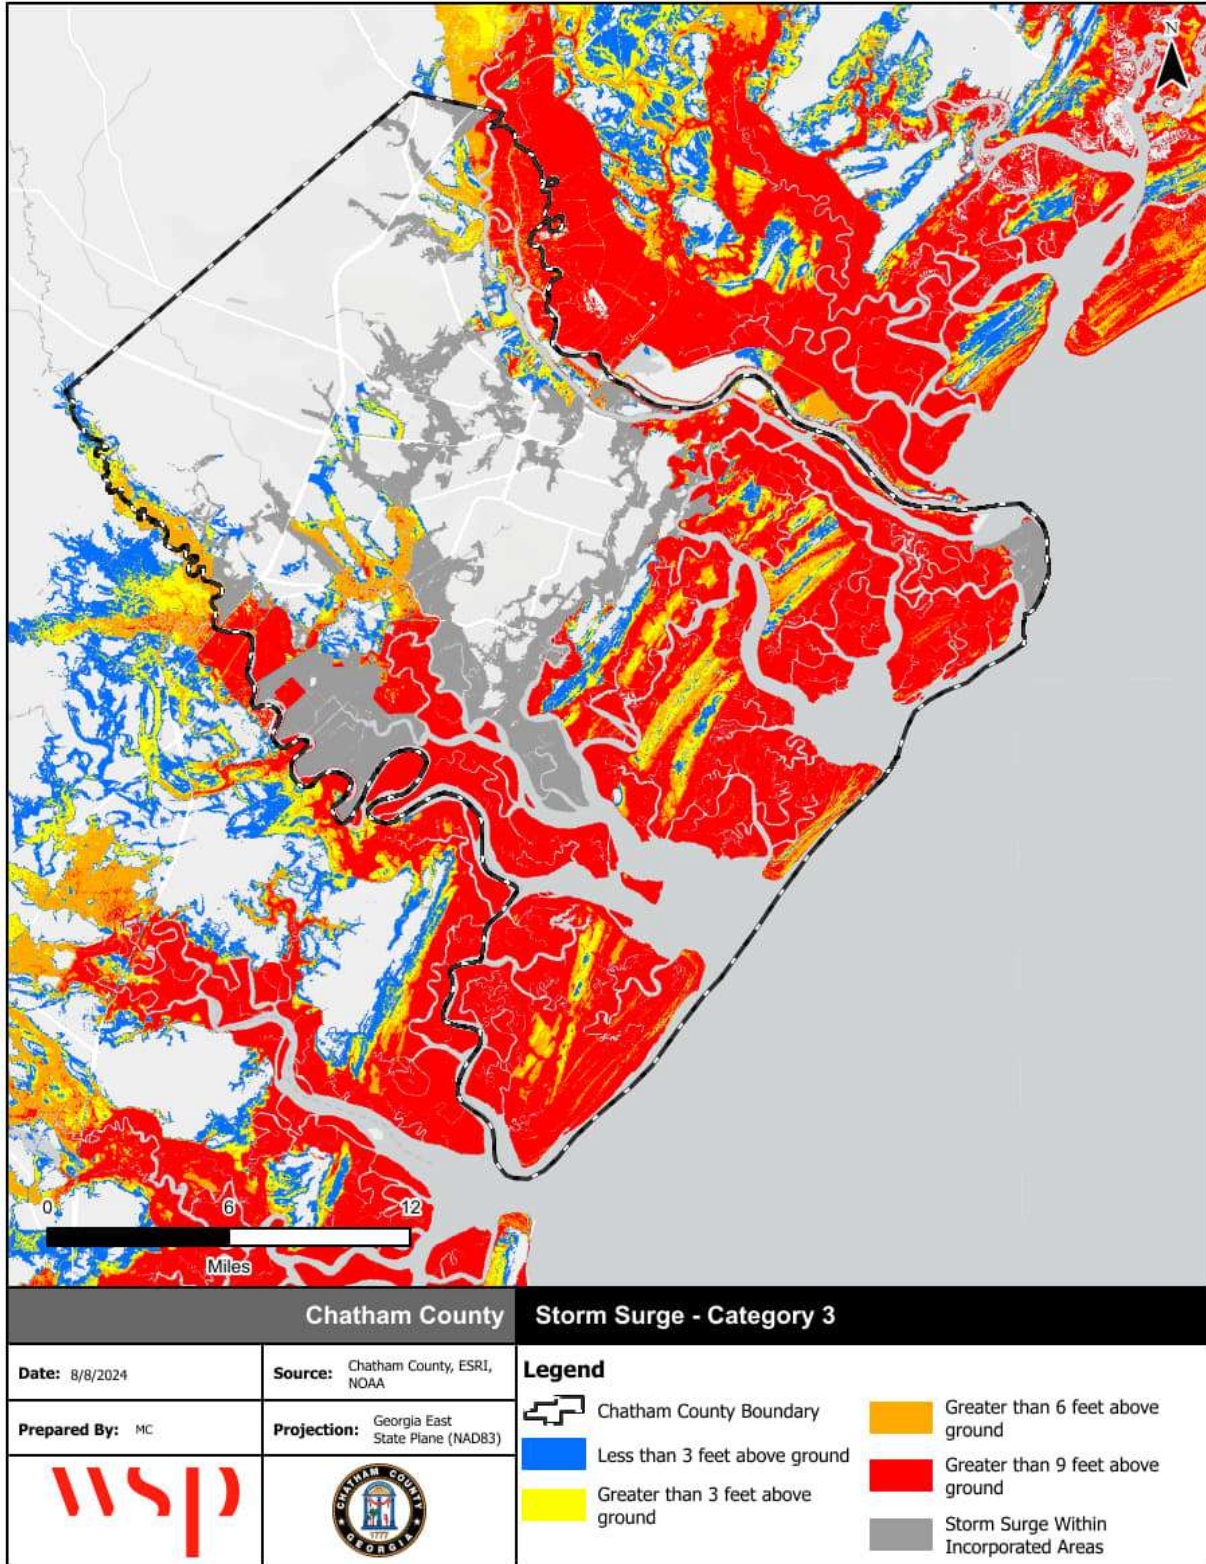 N
0 6 12
Miles
Chatham County
Storm Surge - Category 3
Date: 8/8/2024
Source: Chatham County, ESRI,
NOAA
Prepared By: MC
Projection: Georgia East
State Plane (NAD83)
wsp
CHATHAM COUNTY
1777
GEORGIA
Legend
Chatham County Boundary
Less than 3 feet above ground
Greater than 3 feet above
ground
Greater than 6 feet above
ground
Greater than 9 feet above
ground
Storm Surge Within
Incorporated Areas